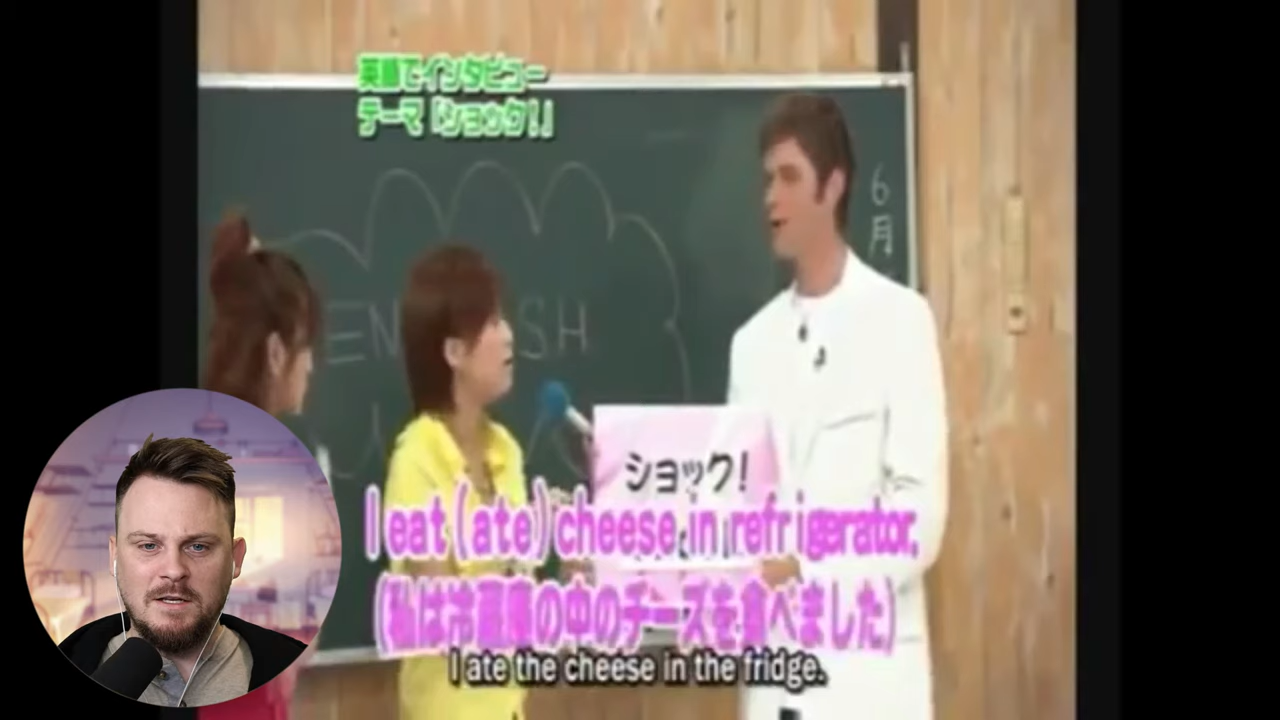 英語でインタビュー
テーマ「ショック!」
6
月
EN SH
ショック!
I eat (ate) cheese in refrigerator.
(私は冷蔵庫の中のチーズを食べました)
I ate the cheese in the fridge.